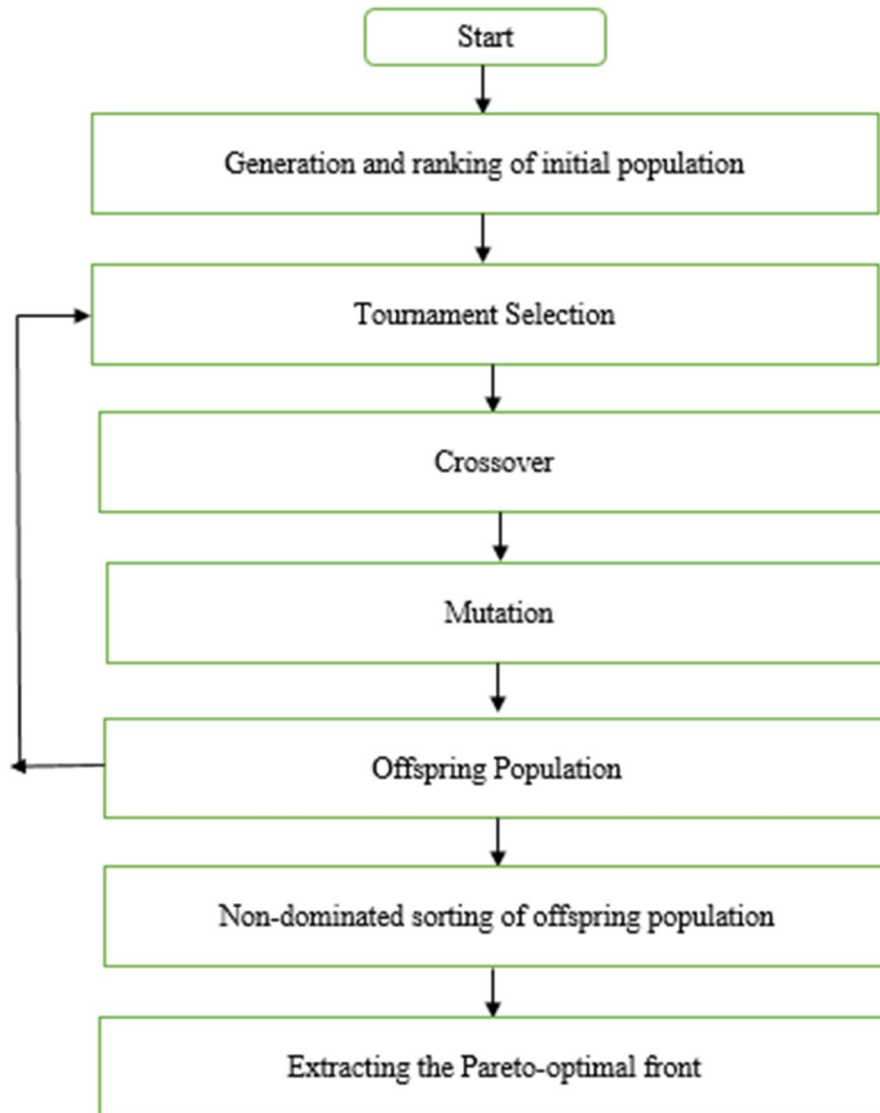 Start
Generation and ranking of initial population
Tournament Selection
Crossover
Mutation
Offspring Population
Non-dominated sorting of offspring population
Extracting the Pareto-optimal front